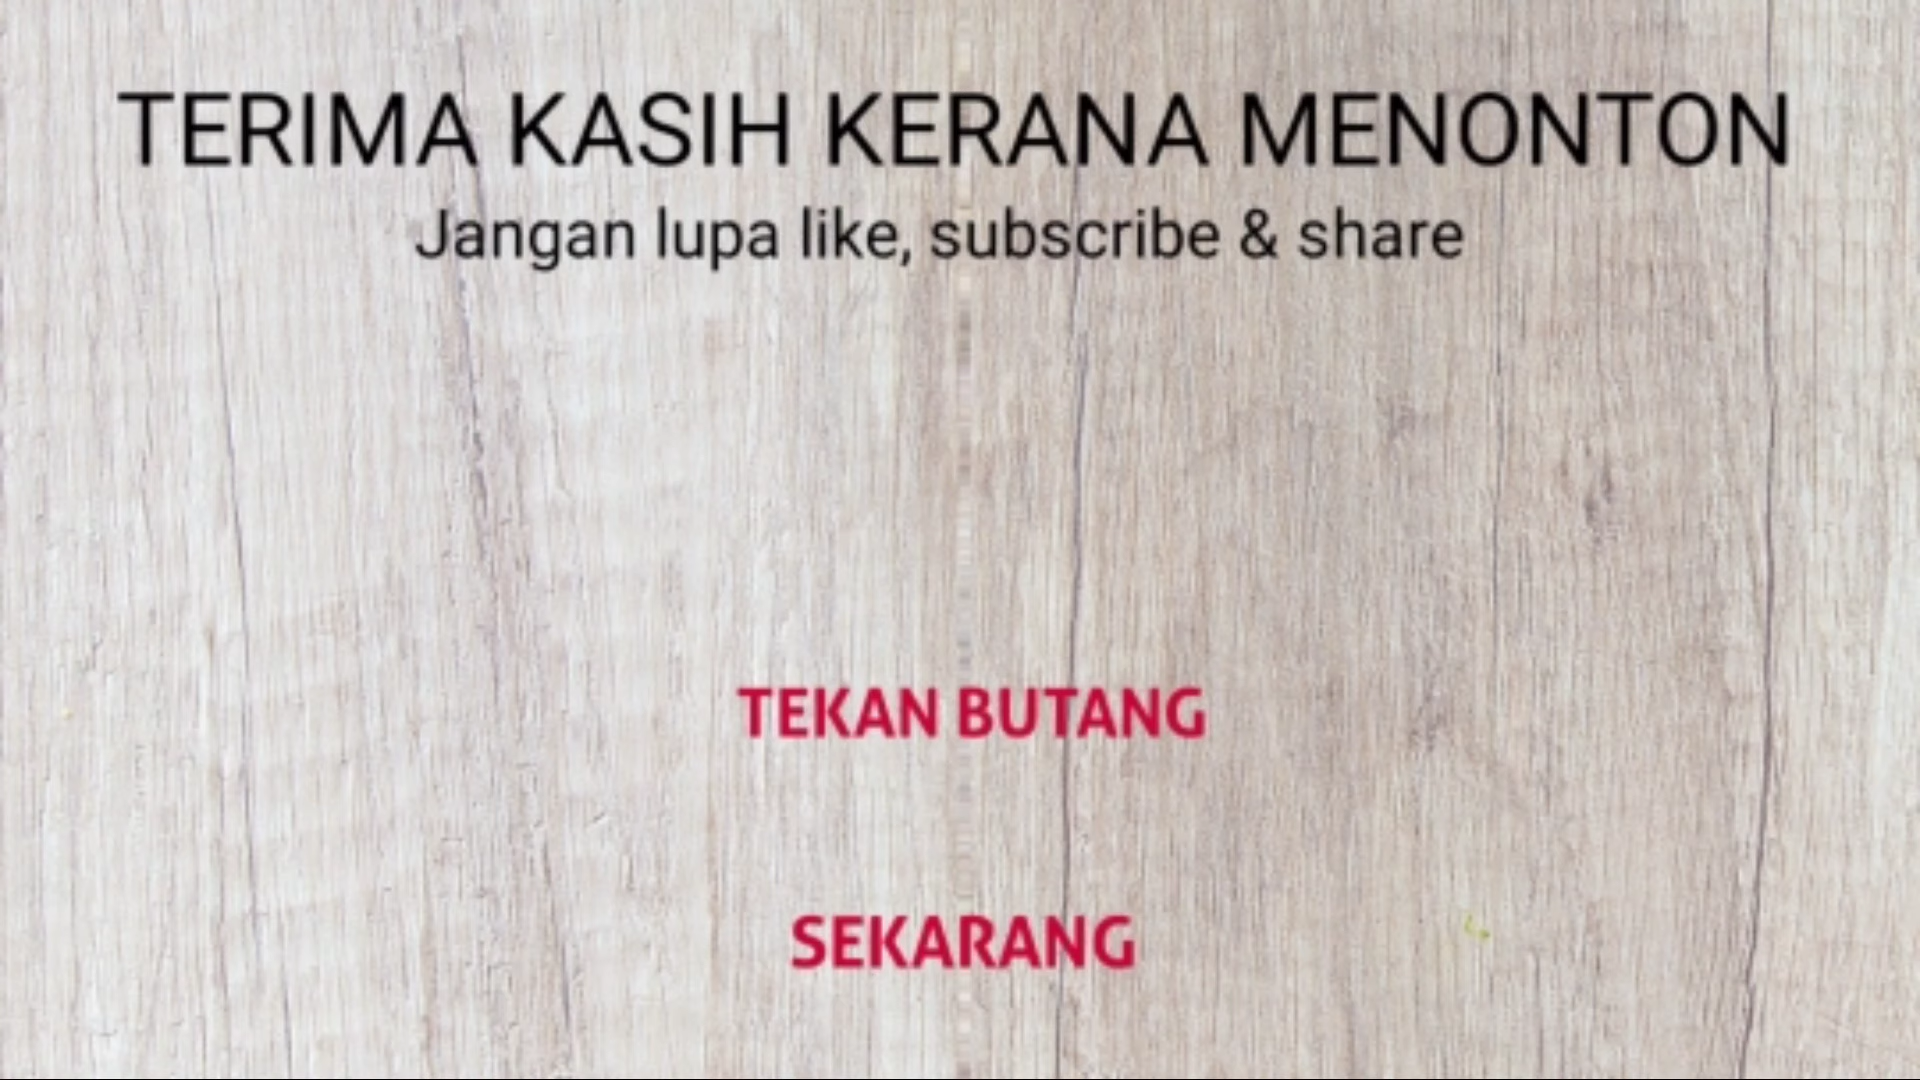 TERIMA KASIH KERANA MENONTON
Jangan lupa like, subscribe & share
TEKAN BUTANG
SEKARANG